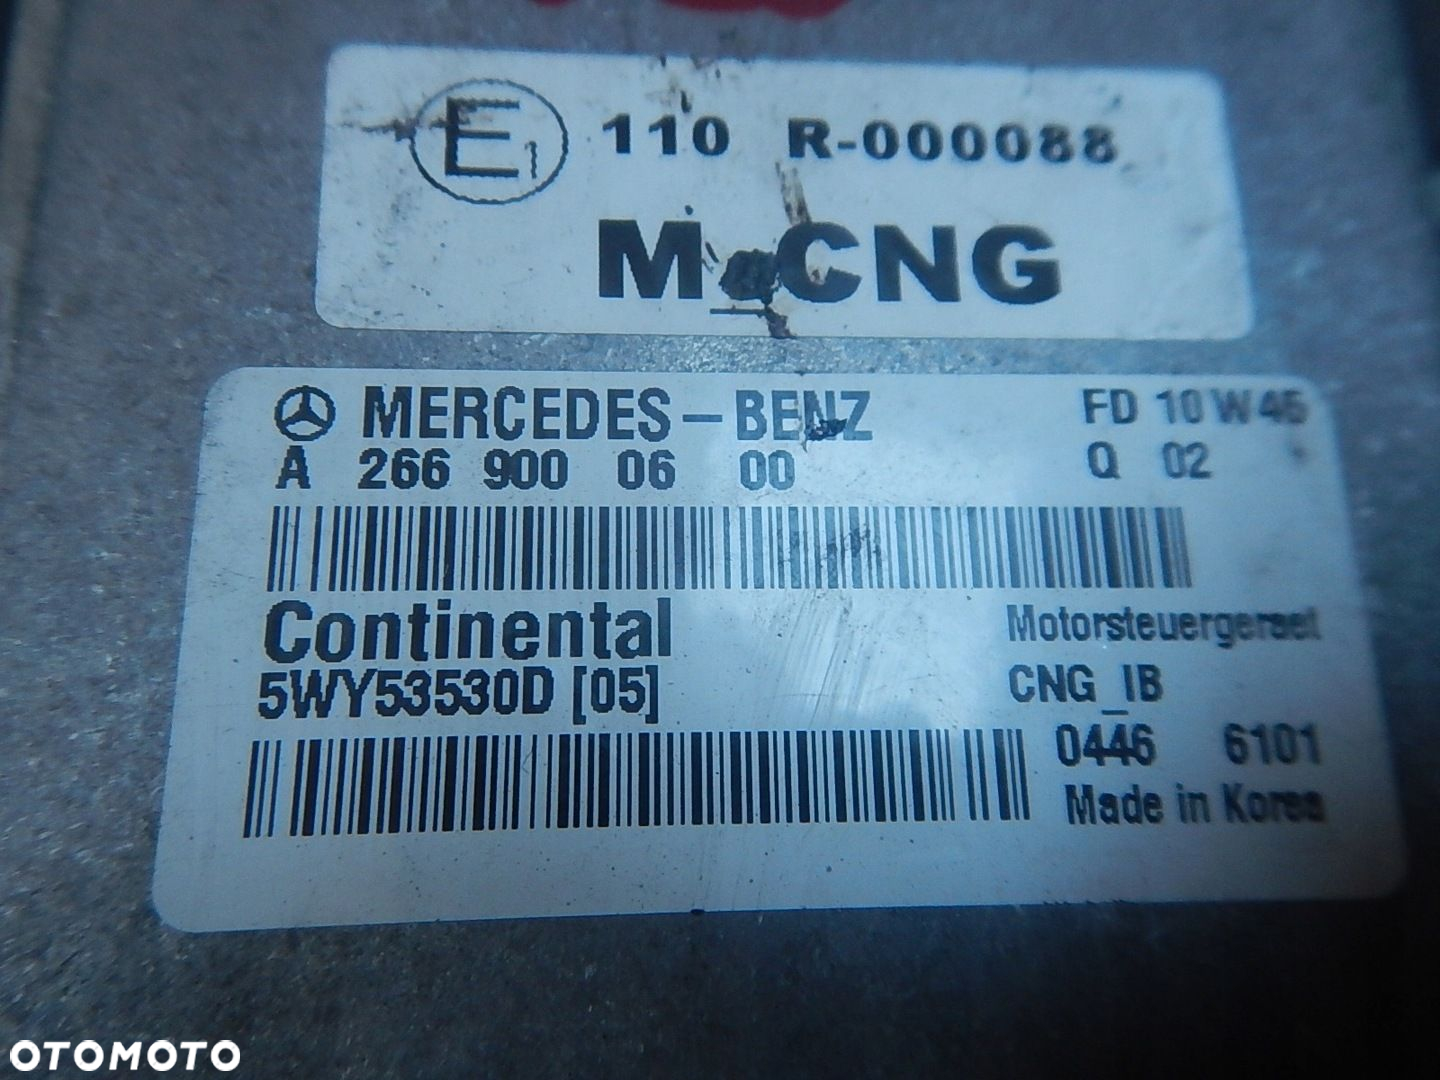 E1 110 R-000088
M_CNG
MERCEDES-BENZ FD 10 W 45
A 266 900 06 00 Q 02
Continental Motorsteuergeraet
5WY53530D [05] CNG_IB
0446 6101
Made in Korea
OTOMOTO